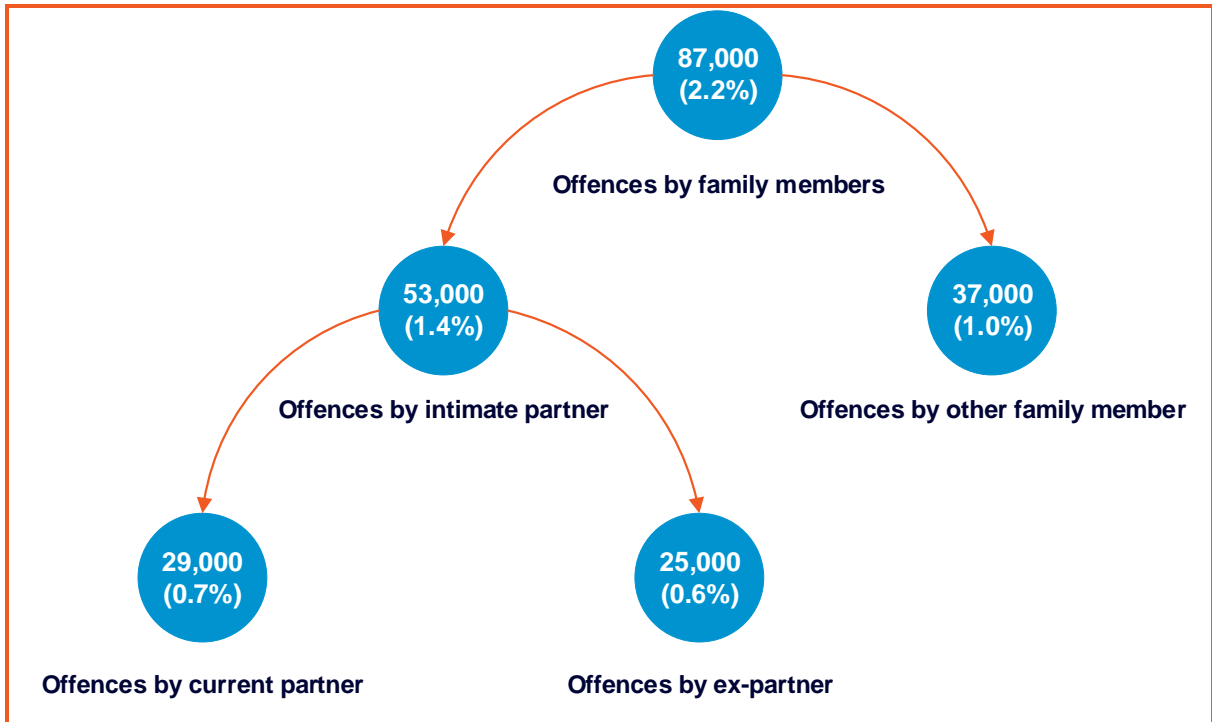 87,000
(2.2%)
Offences by family members
53,000
(1.4%)
37,000
(1.0%)
Offences by intimate partner
Offences by other family member
29,000
(0.7%)
25,000
(0.6%)
Offences by current partner
Offences by ex-partner